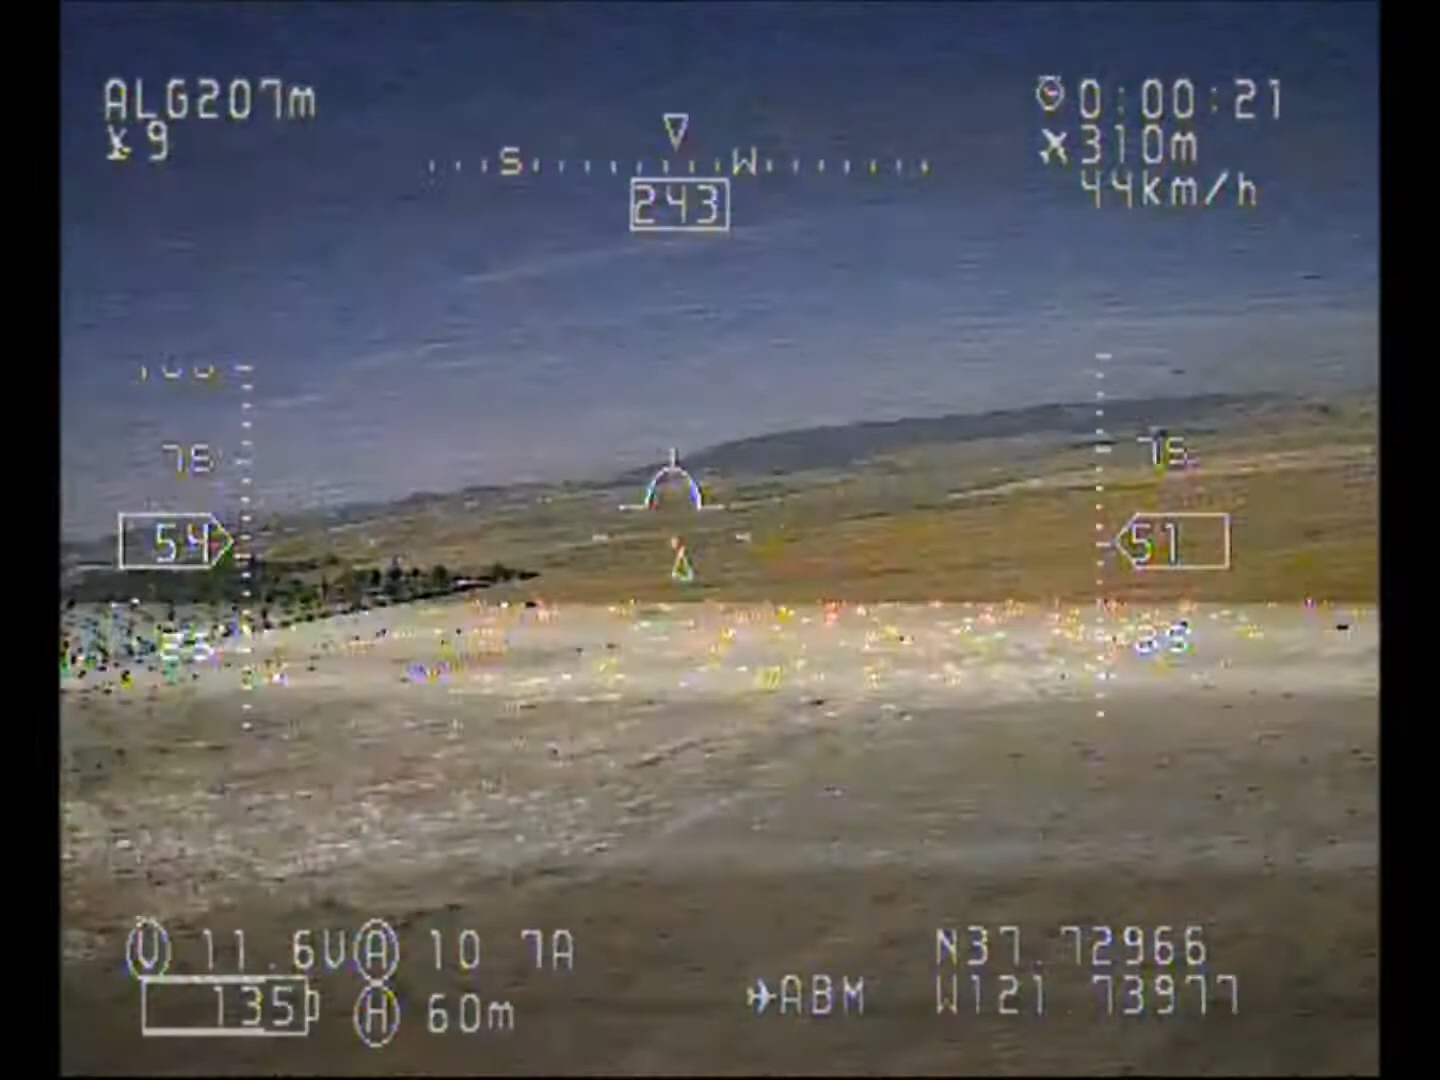 ALG207m
9
0:00:21
310m
44Km/h
S W
243
75 75
54 51
V 11.6V A 10.7A
135
H 60m
ABM
N37.72966
W121.73977